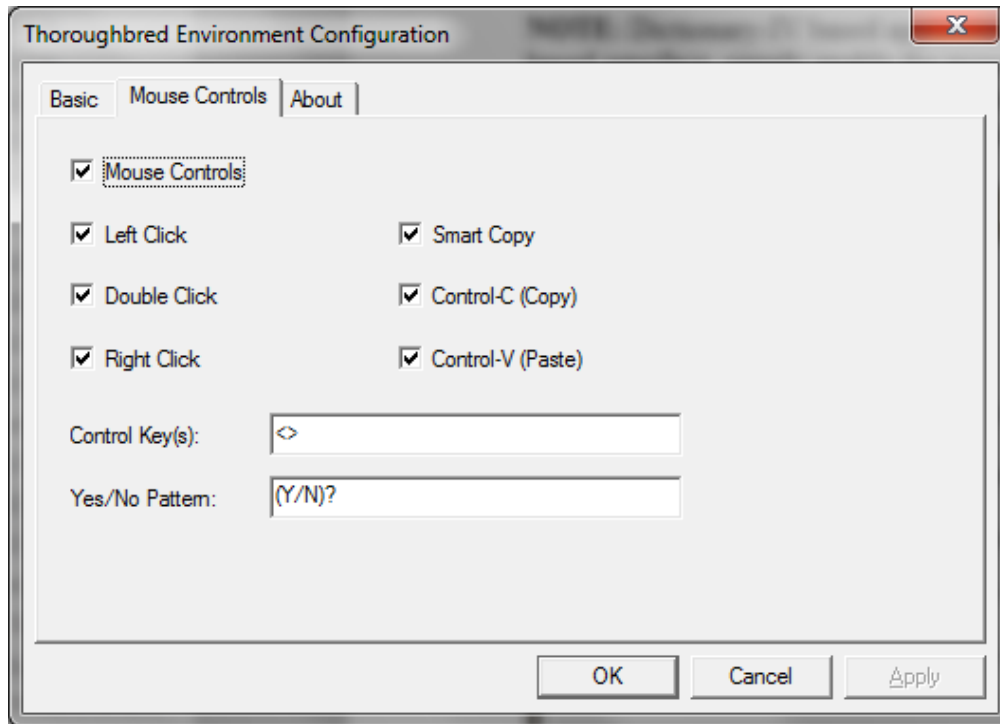 Thoroughbred Environment Configuration
Basic Mouse Controls About
Mouse Controls
Left Click Smart Copy
Double Click Control-C (Copy)
Right Click Control-V (Paste)
Control Key(s): <>
Yes/No Pattern: (Y/N)?
OK Cancel Apply